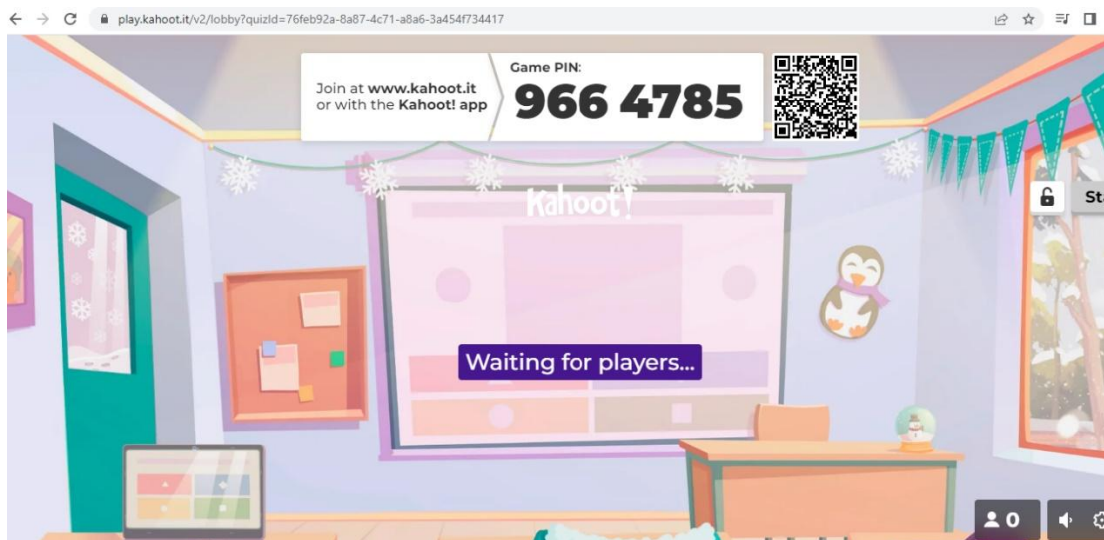 play.kahoot.it/v2/lobby?quizId=76feb92a-8a87-4c71-a8a6-3a454f734417
Join at www.kahoot.it
or with the Kahoot! app
Game PIN:
966 4785
Kahoot!
St
Waiting for players...
0